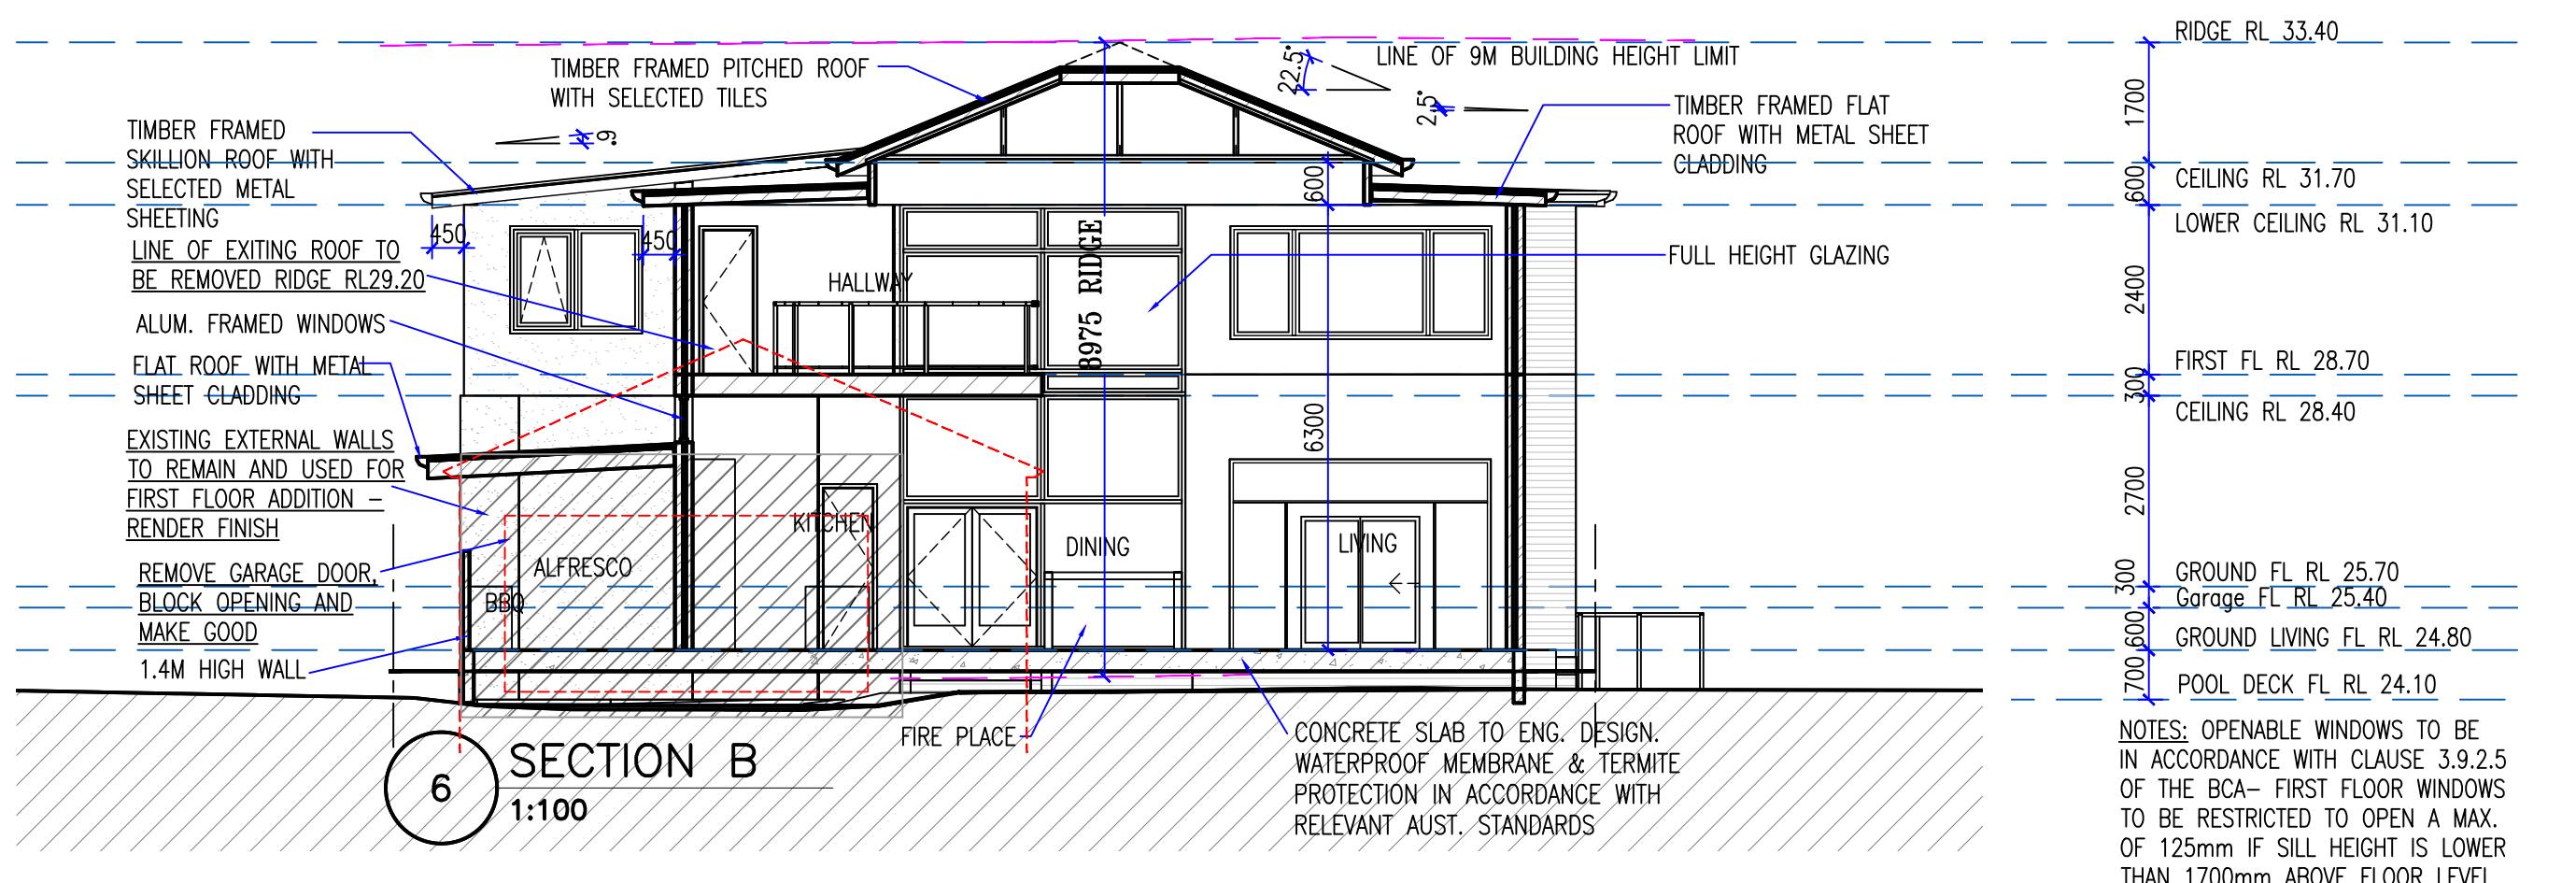 RIDGE RL 33.40
LINE OF 9M BUILDING HEIGHT LIMIT
22.5°
2.5°
TIMBER FRAMED PITCHED ROOF
WITH SELECTED TILES
TIMBER FRAMED FLAT
ROOF WITH METAL SHEET
CLADDING
TIMBER FRAMED
SKILLION ROOF WITH
SELECTED METAL
SHEETING
6°
450
450
600
LINE OF EXITING ROOF TO
BE REMOVED RIDGE RL29.20
ALUM. FRAMED WINDOWS
FLAT ROOF WITH METAL
SHEET CLADDING
EXISTING EXTERNAL WALLS
TO REMAIN AND USED FOR
FIRST FLOOR ADDITION –
RENDER FINISH
REMOVE GARAGE DOOR,
BLOCK OPENING AND
MAKE GOOD
1.4M HIGH WALL
HALLWAY
8975 RIDGE
FULL HEIGHT GLAZING
6300
KITCHEN
ALFRESCO
BBQ
DINING
LIVING
FIRE PLACE
CONCRETE SLAB TO ENG. DESIGN.
WATERPROOF MEMBRANE & TERMITE
PROTECTION IN ACCORDANCE WITH
RELEVANT AUST. STANDARDS
6
SECTION B
1:100
1700
CEILING RL 31.70
600
LOWER CEILING RL 31.10
2400
FIRST FL RL 28.70
300
CEILING RL 28.40
2700
GROUND FL RL 25.70
300
Garage FL RL 25.40
600
GROUND LIVING FL RL 24.80
700
POOL DECK FL RL 24.10
NOTES: OPENABLE WINDOWS TO BE
IN ACCORDANCE WITH CLAUSE 3.9.2.5
OF THE BCA– FIRST FLOOR WINDOWS
TO BE RESTRICTED TO OPEN A MAX.
OF 125mm IF SILL HEIGHT IS LOWER
THAN 1700mm ABOVE FLOOR LEVEL